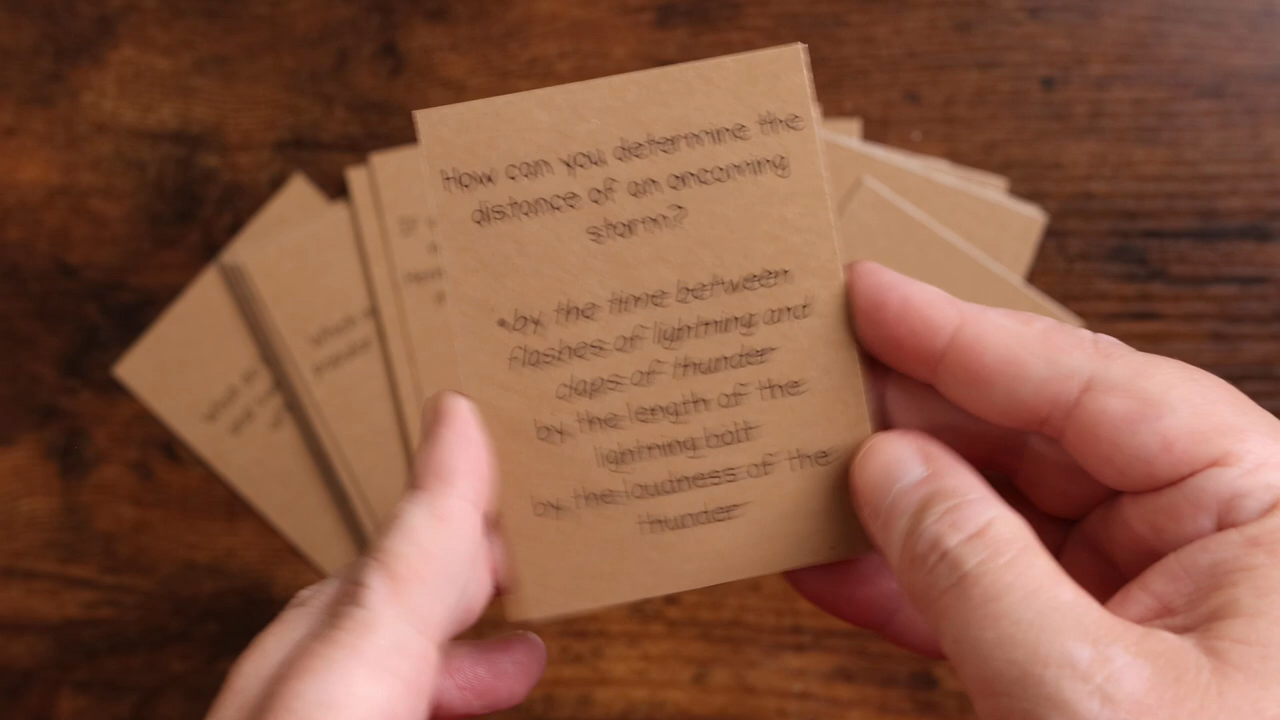 How can you determine the
distance of an oncoming
storm?
•by the time between
flashes of lightning and
claps of thunder
by the length of the
lightning bolt
by the loudness of the
thunder